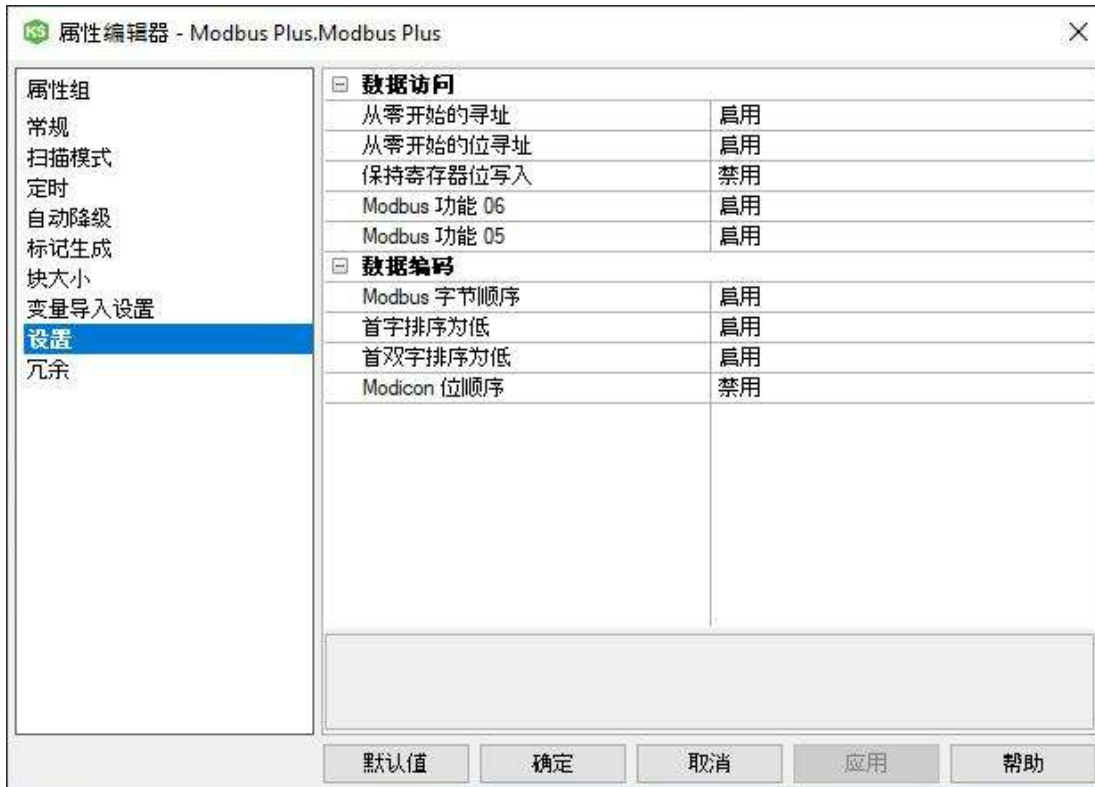 KS 属性编辑器 - Modbus Plus.Modbus Plus
属性组
常规
扫描模式
定时
自动降级
标记生成
块大小
变量导入设置
设置
冗余
数据访问
从零开始的寻址 启用
从零开始的位寻址 启用
保持寄存器位写入 禁用
Modbus 功能 06 启用
Modbus 功能 05 启用
数据编码
Modbus 字节顺序 启用
首字排序为低 启用
首双字排序为低 启用
Modicon 位顺序 禁用
默认值 确定 取消 应用 帮助